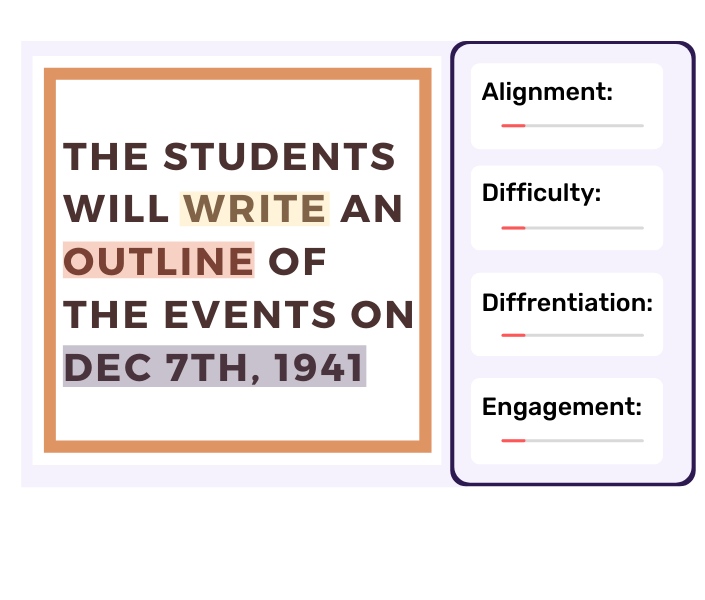 THE STUDENTS
WILL WRITE AN
OUTLINE OF
THE EVENTS ON
DEC 7TH, 1941
Alignment:
Difficulty:
Diffrentiation:
Engagement: